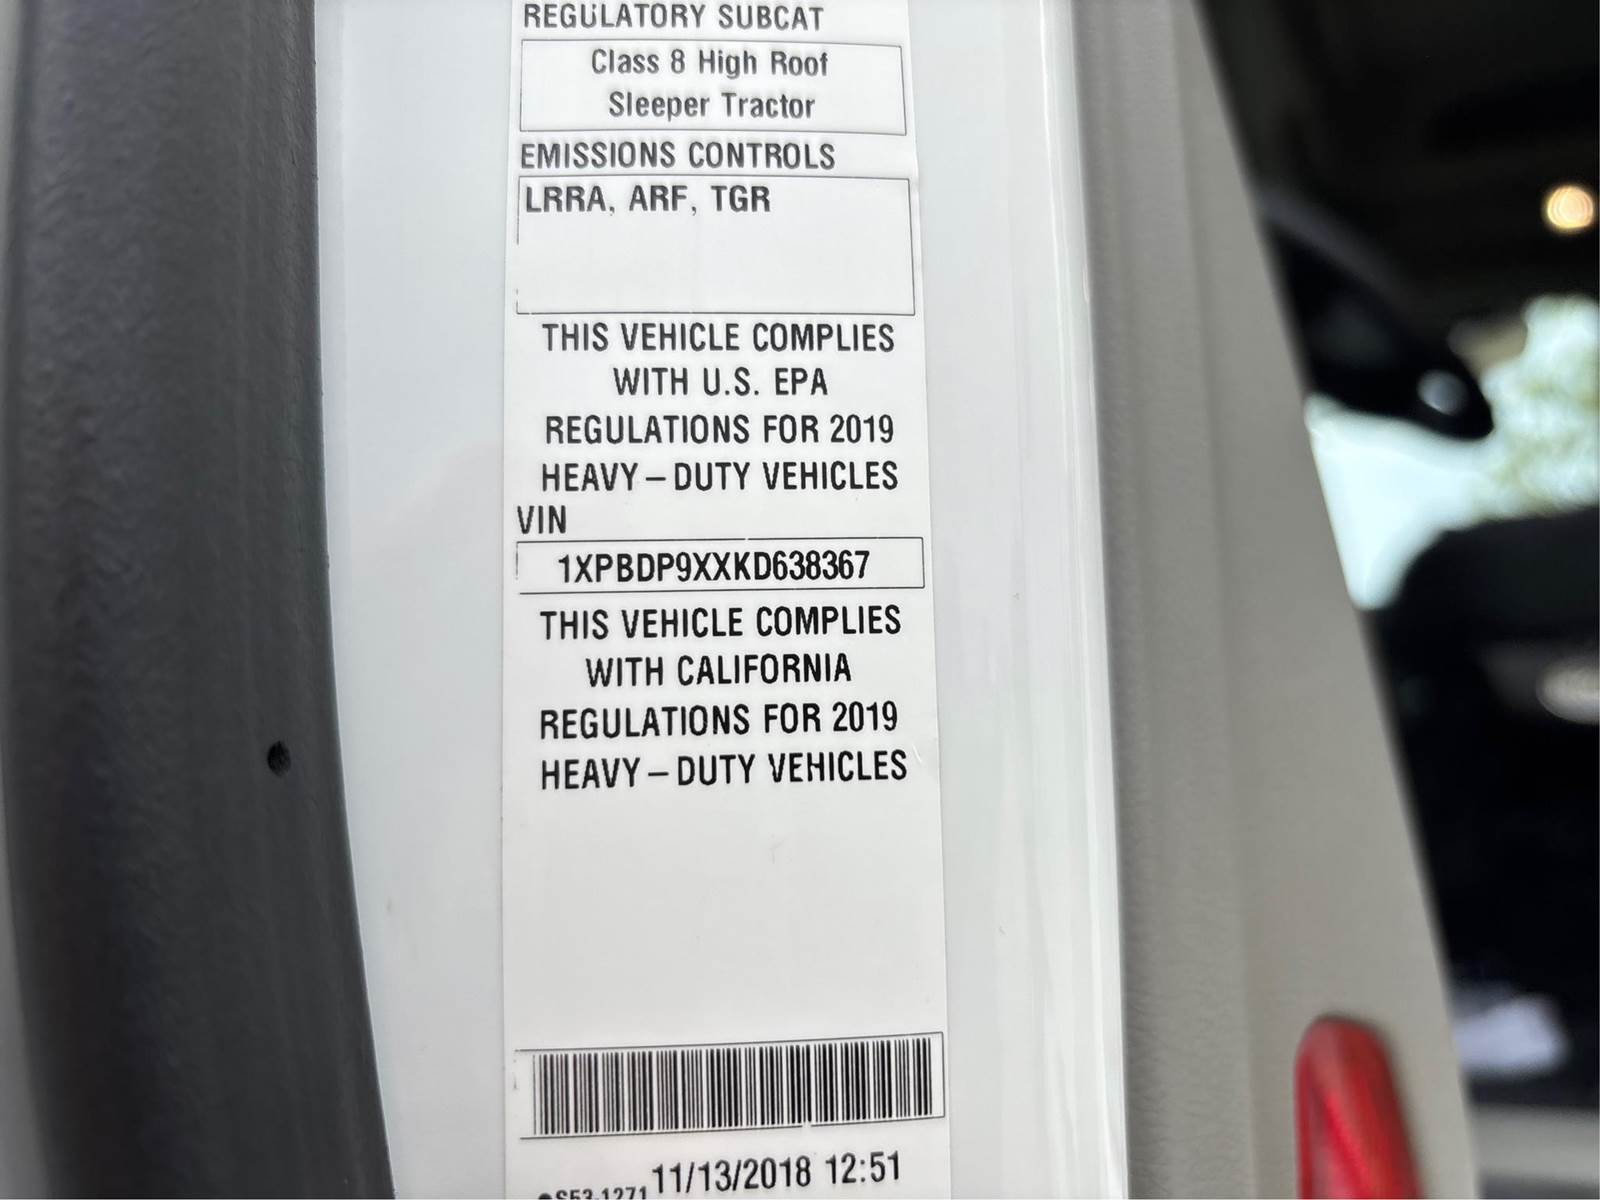 REGULATORY SUBCAT
Class 8 High Roof
Sleeper Tractor
EMISSIONS CONTROLS
LRRA, ARF, TGR
THIS VEHICLE COMPLIES
WITH U.S. EPA
REGULATIONS FOR 2019
HEAVY – DUTY VEHICLES
VIN
1XPBDP9XXKD638367
THIS VEHICLE COMPLIES
WITH CALIFORNIA
REGULATIONS FOR 2019
HEAVY – DUTY VEHICLES
S53-1271 11/13/2018 12:51